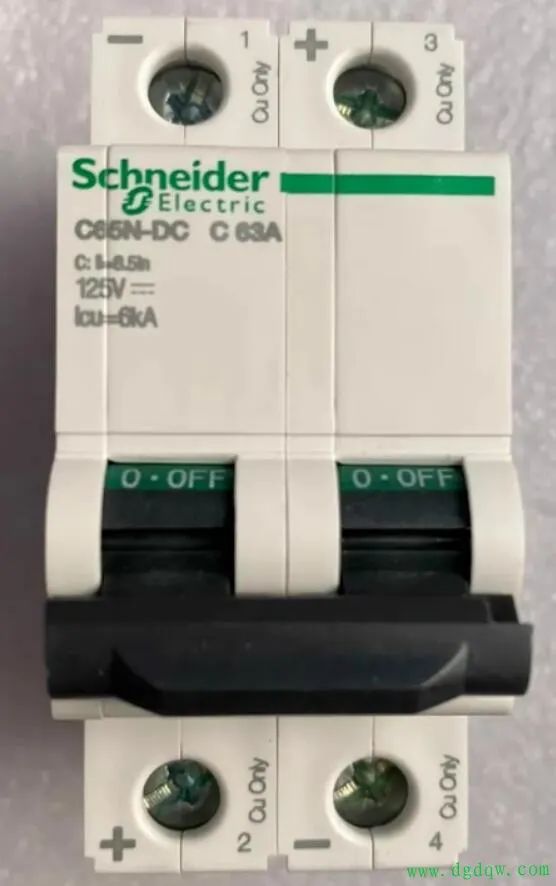 − 1 + 3
Cu Only Cu Only
Schneider
Electric
C65N-DC C 63A
C: Ii=8.5In
125V⎓
Icu=6kA
O · OFF O · OFF
Cu Only Cu Only
+ 2 − 4
www.dgdqw.com